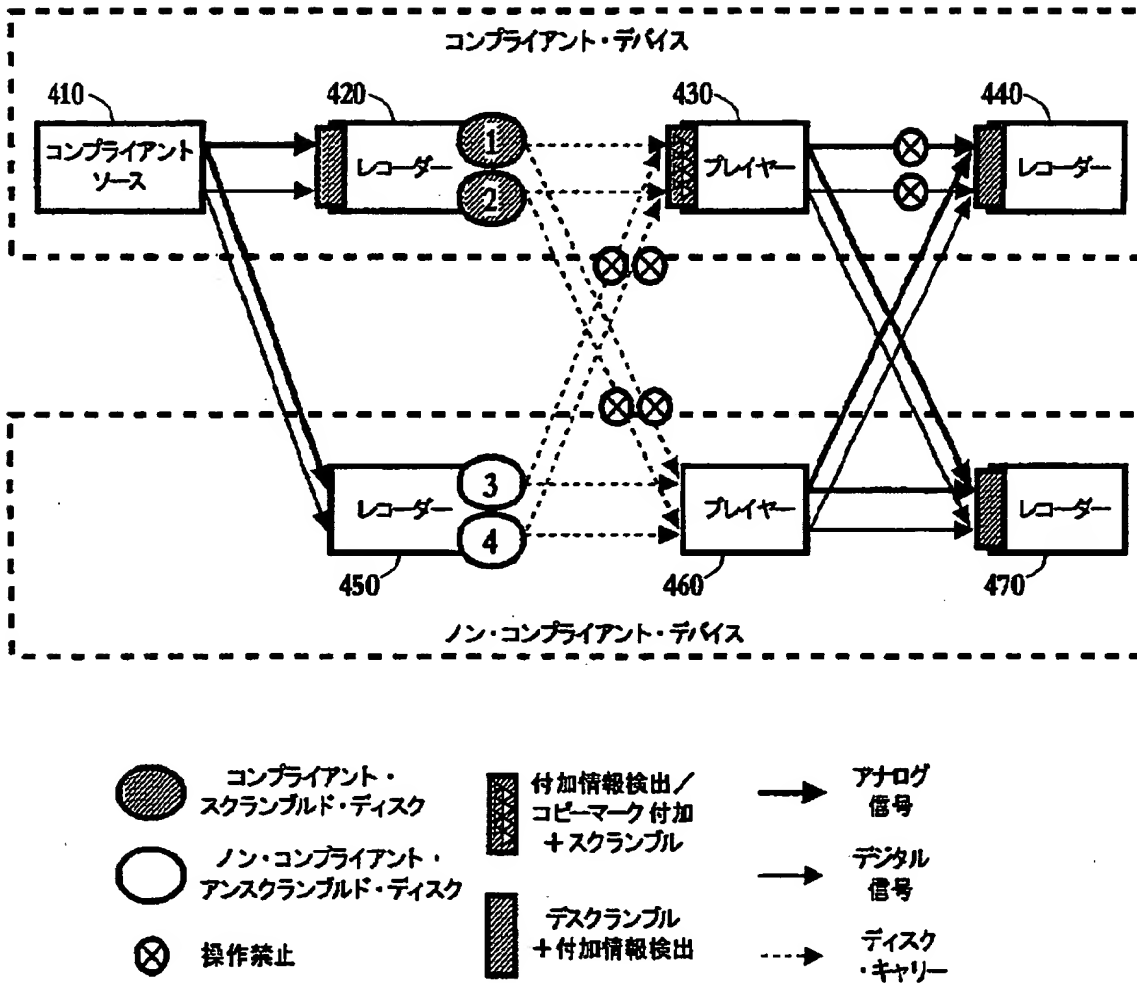 コンプライアント・デバイス
410
420
430
440
コンプライアント
ソース
レコーダー
1
2
プレイヤー
レコーダー
レコーダー
3
4
プレイヤー
レコーダー
450
460
470
ノン・コンプライアント・デバイス
コンプライアント・
スクランブルド・ディスク
付加情報検出／
コピーマーク付加
＋スクランブル
アナログ
信号
ノン・コンプライアント・
アンスクランブルド・ディスク
デジタル
信号
操作禁止
デスクランブル
＋付加情報検出
ディスク
・キャリー